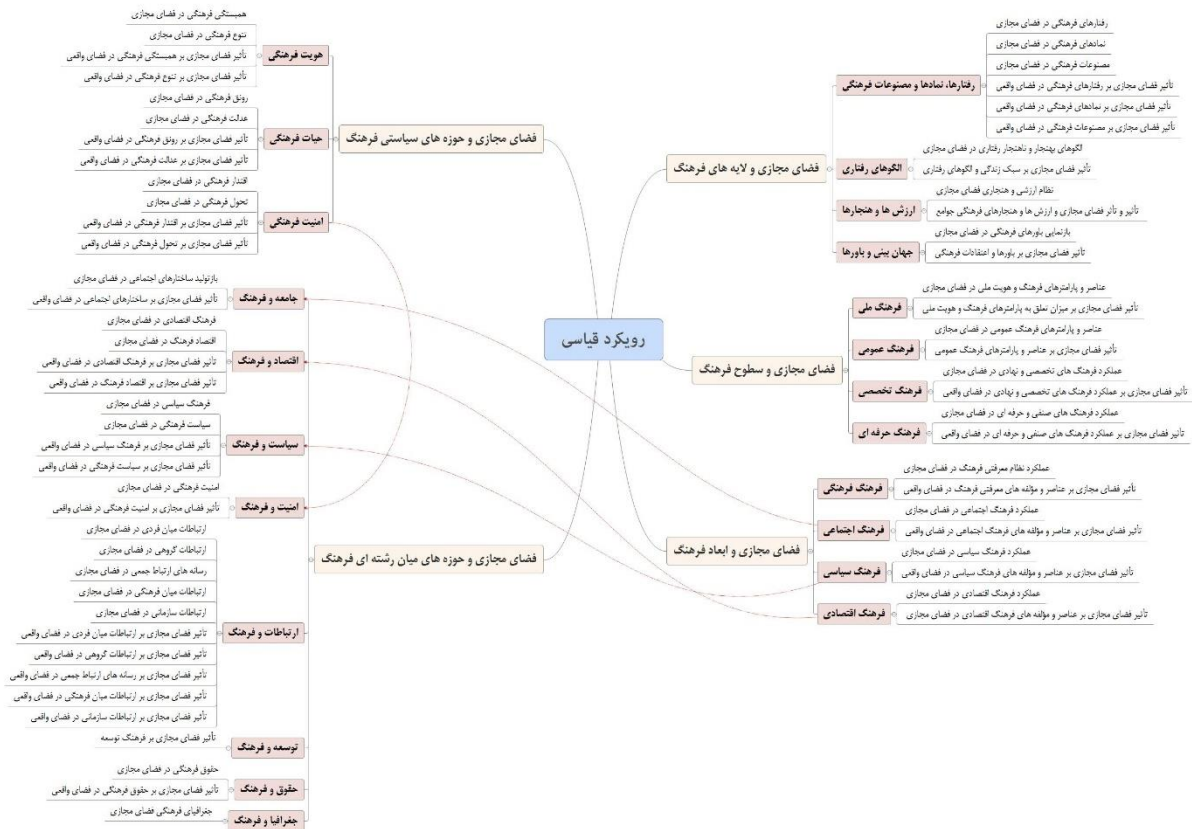 رویکرد قیاسی
فضای مجازی و لایه های فرهنگ
رفتارها، نمادها و مصنوعات فرهنگی
رفتارهای فرهنگی در فضای مجازی
نمادهای فرهنگی در فضای مجازی
مصنوعات فرهنگی در فضای مجازی
تأثیر فضای مجازی بر رفتارهای فرهنگی در فضای واقعی
تأثیر فضای مجازی بر نمادهای فرهنگی در فضای واقعی
تأثیر فضای مجازی بر مصنوعات فرهنگی در فضای واقعی
الگوهای رفتاری
الگوهای بهنجار و ناهنجار رفتاری در فضای مجازی
تأثیر فضای مجازی بر سبک زندگی و الگوهای رفتاری
ارزش ها و هنجارها
نظام ارزشی و هنجاری فضای مجازی
تأثیر و تأثر فضای مجازی و ارزش ها و هنجارهای فرهنگی جوامع
جهان بینی و باورها
بازنمایی باورهای فرهنگی در فضای مجازی
تأثیر فضای مجازی بر باورها و اعتقادات فرهنگی
فضای مجازی و سطوح فرهنگ
فرهنگ ملی
عناصر و پارامترهای فرهنگ و هویت ملی در فضای مجازی
تأثیر فضای مجازی بر میزان تعلق به پارامترهای فرهنگ و هویت ملی
فرهنگ عمومی
عناصر و پارامترهای فرهنگ عمومی در فضای مجازی
تأثیر فضای مجازی بر عناصر و پارامترهای فرهنگ عمومی
فرهنگ تخصصی
عملکرد فرهنگ های تخصصی و نهادی در فضای مجازی
تأثیر فضای مجازی بر عملکرد فرهنگ های تخصصی و نهادی در فضای واقعی
فرهنگ حرفه ای
عملکرد فرهنگ های صنفی و حرفه ای در فضای مجازی
تأثیر فضای مجازی بر عملکرد فرهنگ های صنفی و حرفه ای در فضای واقعی
فضای مجازی و ابعاد فرهنگ
فرهنگ فرهنگی
عملکرد نظام معرفتی فرهنگ در فضای مجازی
تأثیر فضای مجازی بر عناصر و مؤلفه های معرفتی فرهنگ در فضای واقعی
فرهنگ اجتماعی
عملکرد فرهنگ اجتماعی در فضای مجازی
تأثیر فضای مجازی بر عناصر و مؤلفه های فرهنگ اجتماعی در فضای واقعی
فرهنگ سیاسی
عملکرد فرهنگ سیاسی در فضای مجازی
تأثیر فضای مجازی بر عناصر و مؤلفه های فرهنگ سیاسی در فضای واقعی
فرهنگ اقتصادی
عملکرد فرهنگ اقتصادی در فضای مجازی
تأثیر فضای مجازی بر عناصر و مؤلفه های فرهنگ اقتصادی در فضای مجازی
فضای مجازی و حوزه های سیاستی فرهنگ
هویت فرهنگی
همبستگی فرهنگی در فضای مجازی
تنوع فرهنگی در فضای مجازی
تأثیر فضای مجازی بر همبستگی فرهنگی در فضای واقعی
تأثیر فضای مجازی بر تنوع فرهنگی در فضای واقعی
حیات فرهنگی
رونق فرهنگی در فضای مجازی
عدالت فرهنگی در فضای مجازی
تأثیر فضای مجازی بر رونق فرهنگی در فضای واقعی
تأثیر فضای مجازی بر عدالت فرهنگی در فضای واقعی
امنیت فرهنگی
اقتدار فرهنگی در فضای مجازی
تحول فرهنگی در فضای مجازی
تأثیر فضای مجازی بر اقتدار فرهنگی در فضای واقعی
تأثیر فضای مجازی بر تحول فرهنگی در فضای واقعی
فضای مجازی و حوزه های میان رشته ای فرهنگ
جامعه و فرهنگ
بازتولید ساختارهای اجتماعی در فضای مجازی
تأثیر فضای مجازی بر ساختارهای اجتماعی در فضای واقعی
اقتصاد و فرهنگ
فرهنگ اقتصادی در فضای مجازی
اقتصاد فرهنگ در فضای مجازی
تأثیر فضای مجازی بر فرهنگ اقتصادی در فضای واقعی
تأثیر فضای مجازی بر اقتصاد فرهنگ در فضای واقعی
سیاست و فرهنگ
فرهنگ سیاسی در فضای مجازی
سیاست فرهنگی در فضای مجازی
تأثیر فضای مجازی بر فرهنگ سیاسی در فضای واقعی
تأثیر فضای مجازی بر سیاست فرهنگی در فضای واقعی
امنیت و فرهنگ
امنیت فرهنگی در فضای مجازی
تأثیر فضای مجازی بر امنیت فرهنگی در فضای واقعی
ارتباطات و فرهنگ
ارتباطات میان فردی در فضای مجازی
ارتباطات گروهی در فضای مجازی
رسانه های ارتباط جمعی در فضای مجازی
ارتباطات میان فرهنگی در فضای مجازی
ارتباطات سازمانی در فضای مجازی
تأثیر فضای مجازی بر ارتباطات میان فردی در فضای واقعی
تأثیر فضای مجازی بر ارتباطات گروهی در فضای واقعی
تأثیر فضای مجازی بر رسانه های ارتباط جمعی در فضای واقعی
تأثیر فضای مجازی بر ارتباطات میان فرهنگی در فضای واقعی
تأثیر فضای مجازی بر ارتباطات سازمانی در فضای واقعی
توسعه و فرهنگ
تأثیر فضای مجازی بر فرهنگ توسعه
حقوق و فرهنگ
حقوق فرهنگی در فضای مجازی
تأثیر فضای مجازی بر حقوق فرهنگی در فضای واقعی
جغرافیا و فرهنگ
جغرافیای فرهنگی فضای مجازی